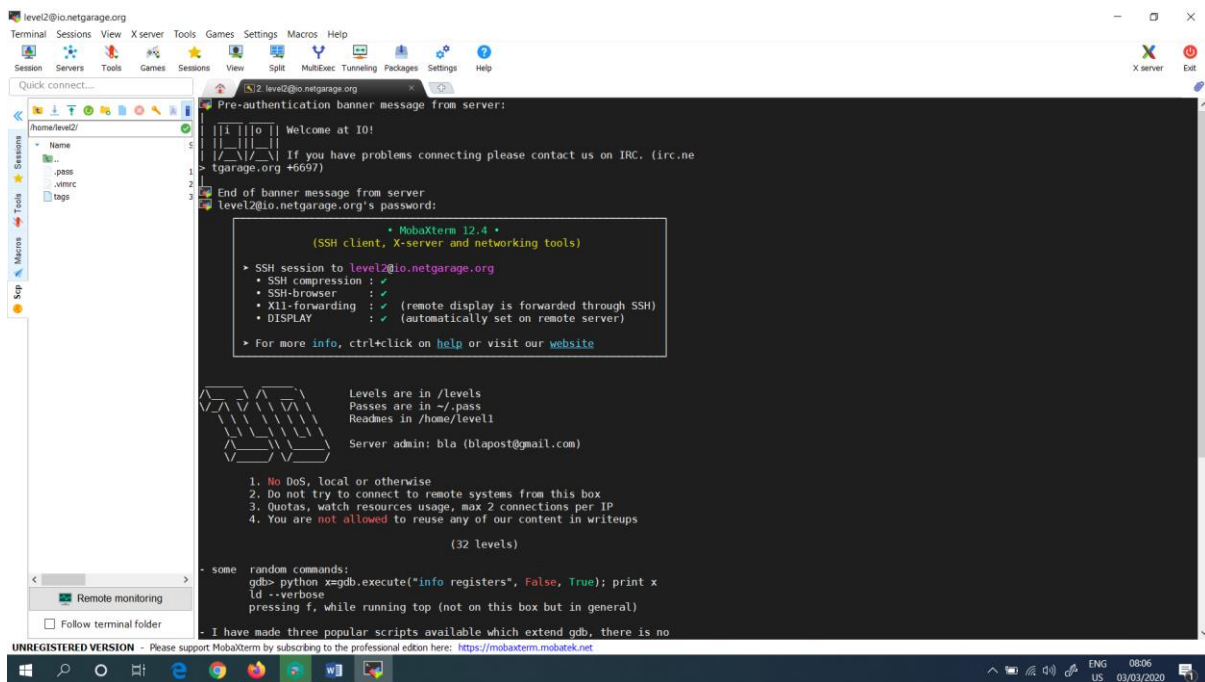 level2@io.netgarage.org
Terminal Sessions View X server Tools Games Settings Macros Help
Session Servers Tools Games Sessions View Split MultiExec Tunneling Packages Settings Help X server Exit
Quick connect...
2. level2@io.netgarage.org
/home/level2/
Name S
..
.pass 1
.vimrc 2
tags 3
Sessions
Tools
Macros
Scp
Remote monitoring
Follow terminal folder
Pre-authentication banner message from server:
|
| ||i |||o || Welcome at IO!
| ||__|||__||
| |/__\|/__\| If you have problems connecting please contact us on IRC. (irc.ne
> tgarage.org +6697)
|
End of banner message from server
level2@io.netgarage.org's password:
• MobaXterm 12.4 •
(SSH client, X-server and networking tools)
➤ SSH session to level2@io.netgarage.org
• SSH compression : ✔
• SSH-browser : ✔
• X11-forwarding : ✔ (remote display is forwarded through SSH)
• DISPLAY : ✔ (automatically set on remote server)
➤ For more info, ctrl+click on help or visit our website
Levels are in /levels
Passes are in ~/.pass
Readmes in /home/level1
Server admin: bla (blapost@gmail.com)
1. No DoS, local or otherwise
2. Do not try to connect to remote systems from this box
3. Quotas, watch resources usage, max 2 connections per IP
4. You are not allowed to reuse any of our content in writeups
(32 levels)
- some random commands:
gdb> python x=gdb.execute("info registers", False, True); print x
ld --verbose
pressing f, while running top (not on this box but in general)
- I have made three popular scripts available which extend gdb, there is no
UNREGISTERED VERSION - Please support MobaXterm by subscribing to the professional edition here: https://mobaxterm.mobatek.net
ENG 08:06
US 03/03/2020